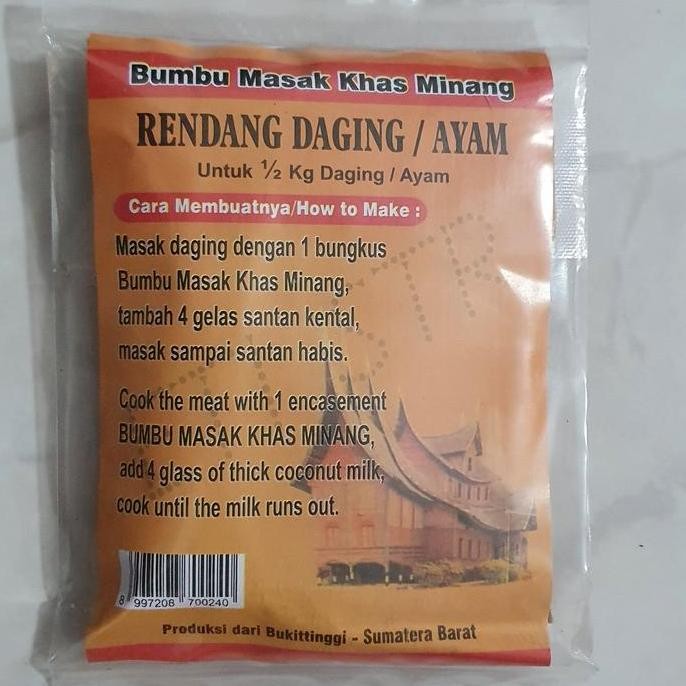 Bumbu Masak Khas Minang
RENDANG DAGING / AYAM
Untuk ½ Kg Daging / Ayam
Cara Membuatnya/How to Make :
Masak daging dengan 1 bungkus
Bumbu Masak Khas Minang,
tambah 4 gelas santan kental,
masak sampai santan habis.
Cook the meat with 1 encasement
BUMBU MASAK KHAS MINANG,
add 4 glass of thick coconut milk,
cook until the milk runs out.
8 997208 700240
Produksi dari Bukittinggi - Sumatera Barat